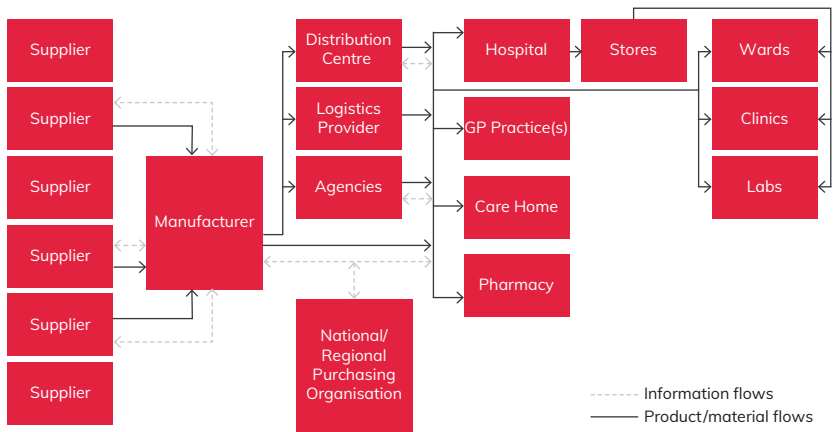 Supplier
Supplier
Supplier
Supplier
Supplier
Supplier
Manufacturer
Distribution
Centre
Logistics
Provider
Agencies
National/
Regional
Purchasing
Organisation
Hospital
Stores
GP Practice(s)
Care Home
Pharmacy
Wards
Clinics
Labs
Information flows
Product/material flows